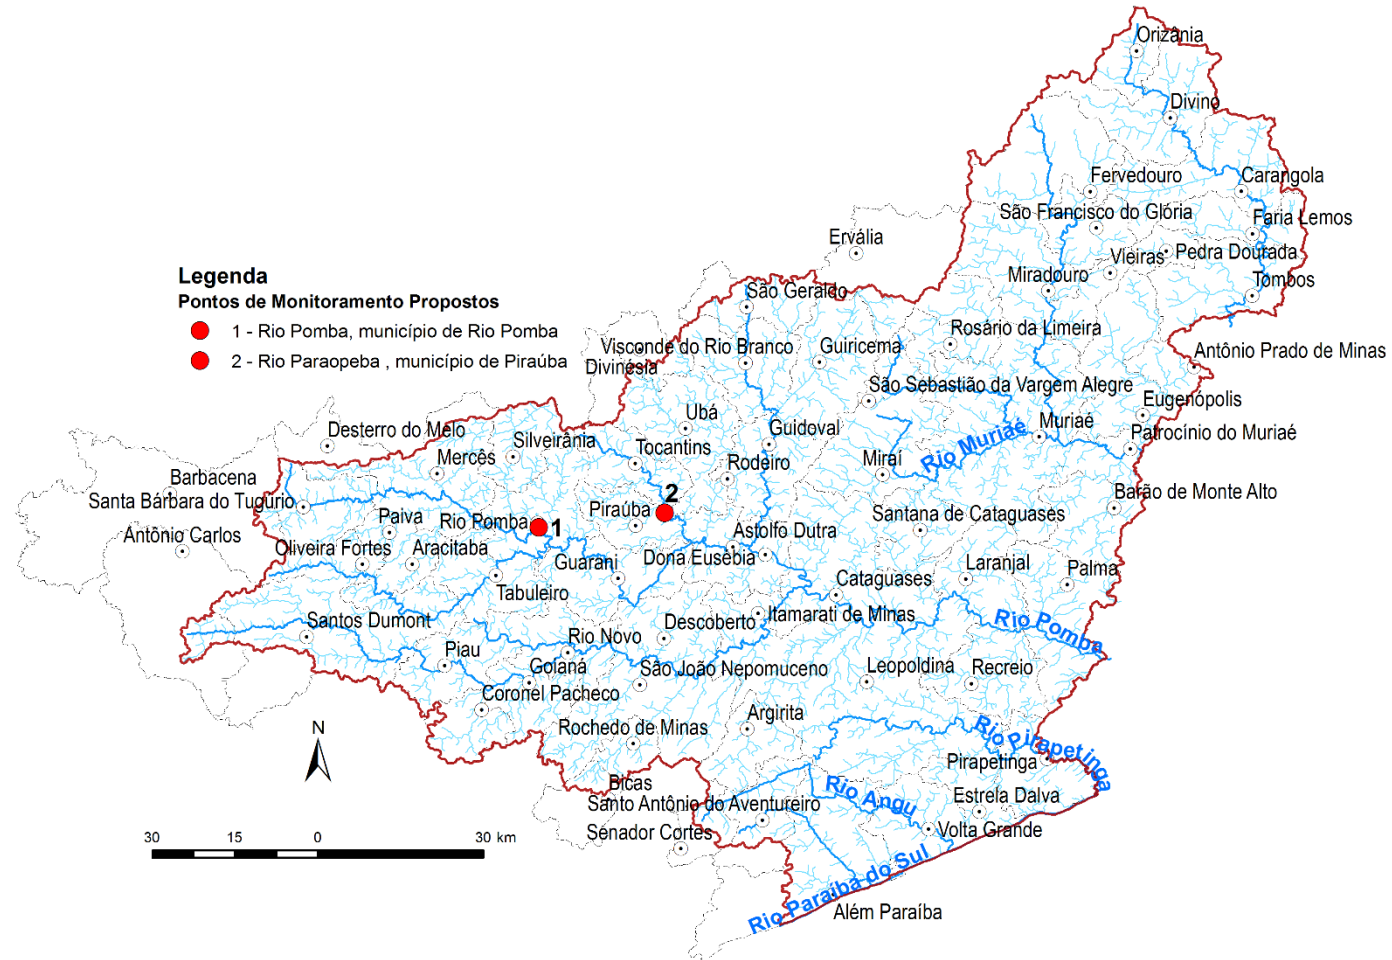 Orizânia
Divino
Fervedouro
Carangola
São Francisco do Glória
Faria Lemos
Ervália
Vieiras
Pedra Dourada
Legenda
Pontos de Monitoramento Propostos
1 - Rio Pomba, município de Rio Pomba
2 - Rio Paraopeba , município de Piraúba
Miradouro
Tombos
São Geraldo
Rosário da Limeira
Visconde do Rio Branco
Guiricema
Antônio Prado de Minas
Divinésia
São Sebastião da Vargem Alegre
Eugenópolis
Ubá
Muriaé
Desterro do Melo
Silveirânia
Tocantins
Guidoval
Rio Muriaé
Patrocínio do Muriaé
Mercês
Rodeiro
Miraí
Barbacena
Santa Bárbara do Tugúrio
2
Barão de Monte Alto
Paiva
Rio Pomba
1
Piraúba
Santana de Cataguases
Antônio Carlos
Astolfo Dutra
Oliveira Fortes
Aracitaba
Guarani
Dona Eusébia
Laranjal
Palma
Cataguases
Tabuleiro
Itamarati de Minas
Santos Dumont
Descoberto
Rio Pomba
Rio Novo
Piau
Goianá
São João Nepomuceno
Leopoldina
Recreio
Coronel Pacheco
Argirita
Rochedo de Minas
Rio Pirapetinga
N
Pirapetinga
Bicas
Rio Angu
Estrela Dalva
Santo Antônio do Aventureiro
Senador Cortes
Volta Grande
30 15 0 30 km
Rio Paraíba do Sul
Além Paraíba